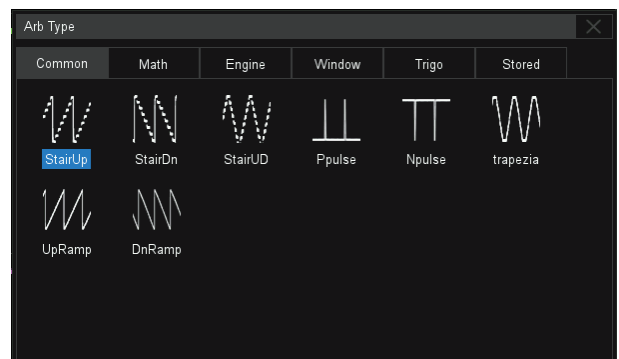 Arb Type
Common Math Engine Window Trigo Stored
StairUp StairDn StairUD Ppulse Npulse trapezia
UpRamp DnRamp